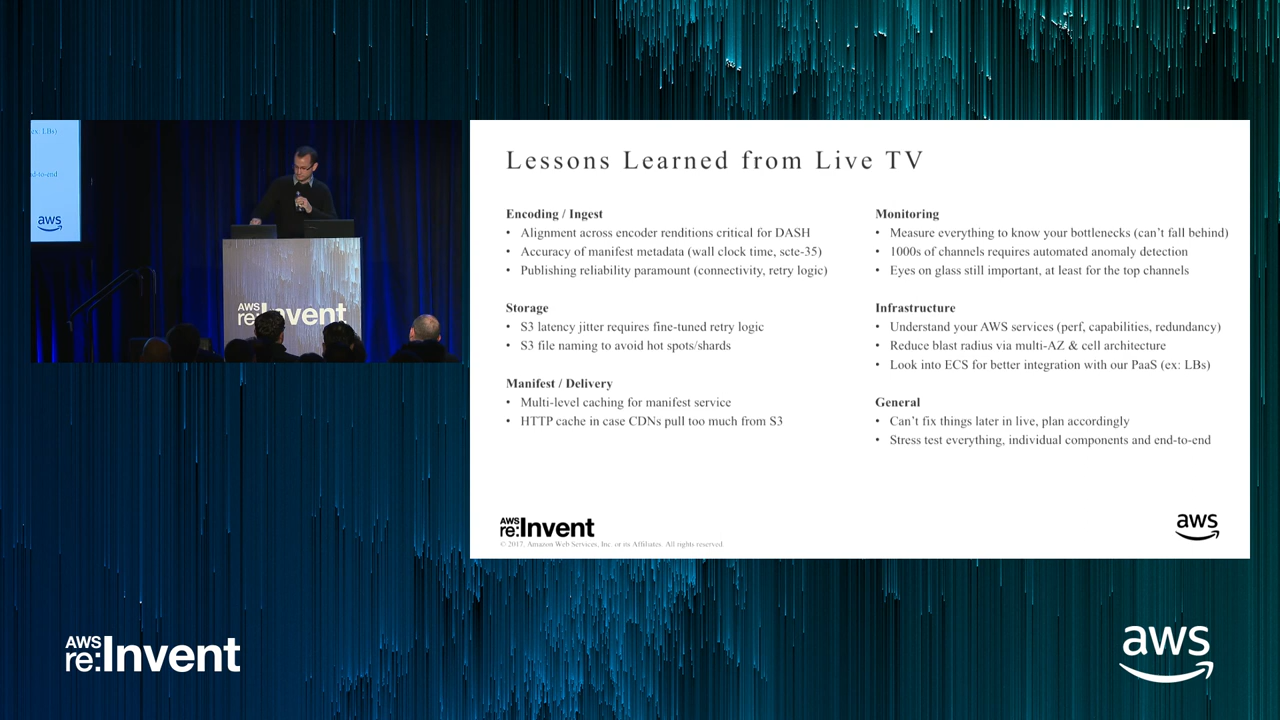 ex: LBs)
nd-to-end
aws
AWS
re:Invent
Lessons Learned from Live TV
Encoding / Ingest
• Alignment across encoder renditions critical for DASH
• Accuracy of manifest metadata (wall clock time, scte-35)
• Publishing reliability paramount (connectivity, retry logic)
Storage
• S3 latency jitter requires fine-tuned retry logic
• S3 file naming to avoid hot spots/shards
Manifest / Delivery
• Multi-level caching for manifest service
• HTTP cache in case CDNs pull too much from S3
Monitoring
• Measure everything to know your bottlenecks (can’t fall behind)
• 1000s of channels requires automated anomaly detection
• Eyes on glass still important, at least for the top channels
Infrastructure
• Understand your AWS services (perf, capabilities, redundancy)
• Reduce blast radius via multi-AZ & cell architecture
• Look into ECS for better integration with our PaaS (ex: LBs)
General
• Can’t fix things later in live, plan accordingly
• Stress test everything, individual components and end-to-end
AWS
re:Invent
© 2017, Amazon Web Services, Inc. or its Affiliates. All rights reserved.
aws
AWS
re:Invent
aws